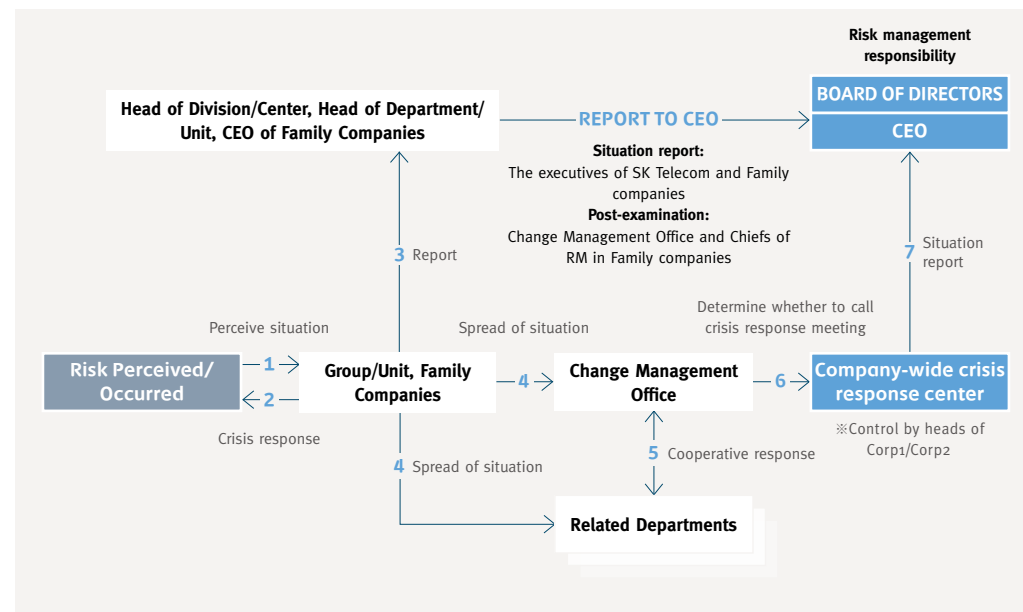 Risk management
responsibility
BOARD OF DIRECTORS
CEO
Head of Division/Center, Head of Department/
Unit, CEO of Family Companies
REPORT TO CEO
Situation report:
The executives of SK Telecom and Family
companies
Post-examination:
Change Management Office and Chiefs of
RM in Family companies
3 Report
7 Situation
report
Perceive situation
Spread of situation
Determine whether to call
crisis response meeting
Risk Perceived/
Occurred
1
2
Group/Unit, Family
Companies
4
Change Management
Office
6
Company-wide crisis
response center
Crisis response
※Control by heads of
Corp1/Corp2
4 Spread of situation
5 Cooperative response
Related Departments